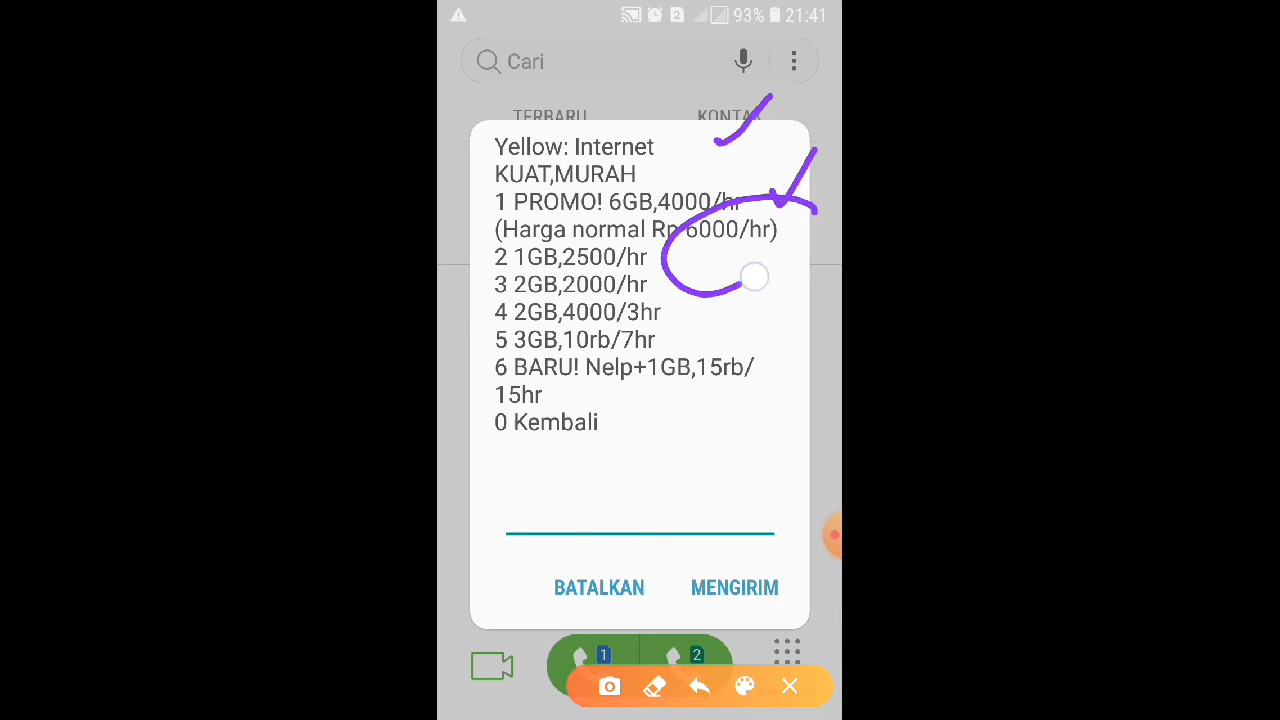 93% 21:41
Cari
TERBARU KONTAK
Yellow: Internet
KUAT,MURAH
1 PROMO! 6GB,4000/hr
(Harga normal Rp 6000/hr)
2 1GB,2500/hr
3 2GB,2000/hr
4 2GB,4000/3hr
5 3GB,10rb/7hr
6 BARU! Nelp+1GB,15rb/
15hr
0 Kembali
BATALKAN MENGIRIM
1 2